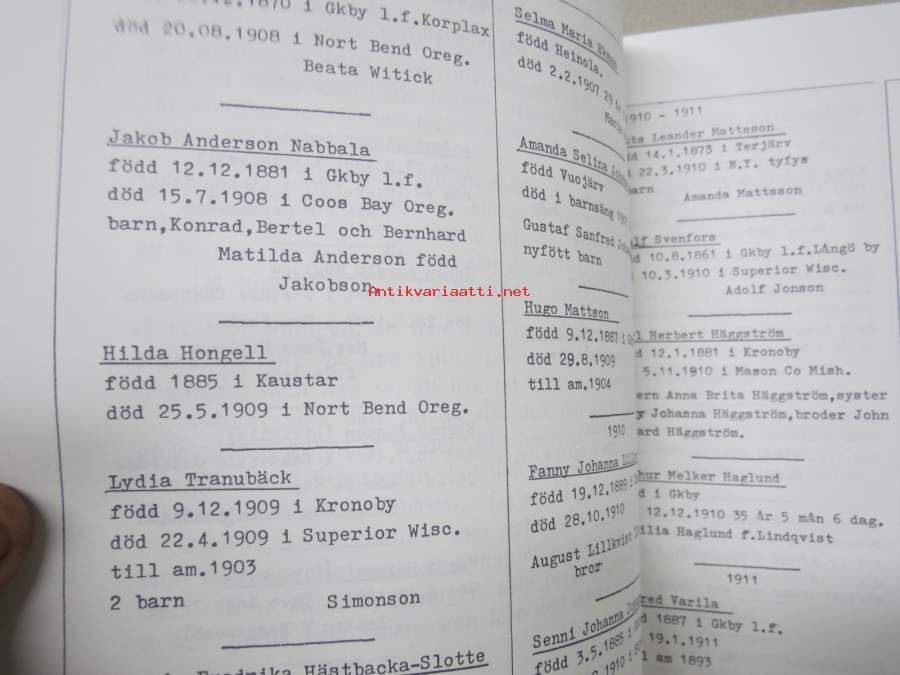 i Gkby l.f.Korplax
död 20.08.1908 i Nort Bend Oreg.
Beata Witick
Jakob Anderson Nabbala
född 12.12.1881 i Gkby l.f.
död 15.7.1908 i Coos Bay Oreg.
barn,Konrad,Bertel och Bernhard
Matilda Anderson född
Jakobson
Hilda Hongell
född 1885 i Kaustar
död 25.5.1909 i Nort Bend Oreg.
Lydia Tranubäck
född 9.12.1909 i Kronoby
död 22.4.1909 i Superior Wisc.
till am.1903
2 barn Simonson
Hästbacka-Slotte
Selma Maria
född Heinola.
död 2.2.1907 29
Amanda Selina
född Vuojärv
död i barnsäng
Gustaf Sanfred
nyfött barn
Hugo Mattson
född 9.12.1887
död 29.8.1909
till am.1904
1910
Fanny Johanna
född 19.12.1889
död 28.10.1910
August Lillkvist
bror
Senni Johanna
född 3.5.1885
1910 - 1911
Leander Mattsson
14.1.1873 i Terjärv
22.3.1910 i N.Y. tyfys
barn Amanda Mattsson
Svenfors
10.8.1861 i Gkby l.f.Långö by
10.3.1910 i Superior Wisc.
Adolf Jonson
Herbert Häggström
12.1.1881 i Kronoby
5.11.1910 i Mason Co Mish.
Anna Brita Häggström,syster
Johanna Häggström,broder John
Häggström.
Melker Haglund
i Gkby
12.12.1910 35 år 5 mån 6 dag.
Haglund f.Lindqvist
1911
Varila
1887 i Gkby l.f.
19.1.1911
am 1893
Antikvariaatti.net